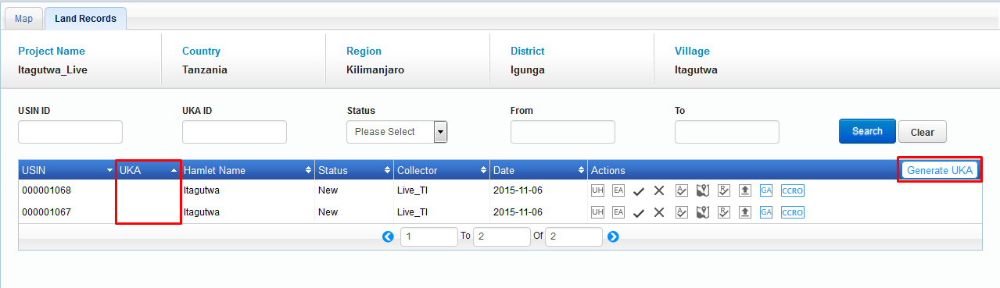 Map Land Records
Project Name Country Region District Village
Itagutwa_Live Tanzania Kilimanjaro Igunga Itagutwa
USIN ID UKA ID Status From To
Please Select Search Clear
USIN UKA Hamlet Name Status Collector Date Actions Generate UKA
000001068 Itagutwa New Live_TI 2015-11-06 UH EA A R GA CCRO
000001067 Itagutwa New Live_TI 2015-11-06 UH EA A R GA CCRO
1 To 2 Of 2